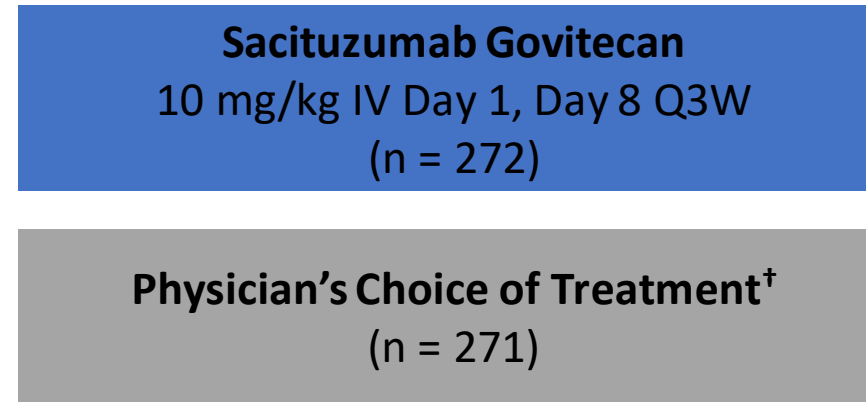 Sacituzumab Govitecan
10 mg/kg IV Day 1, Day 8 Q3W
(n = 272)
Physician’s Choice of Treatment†
(n = 271)